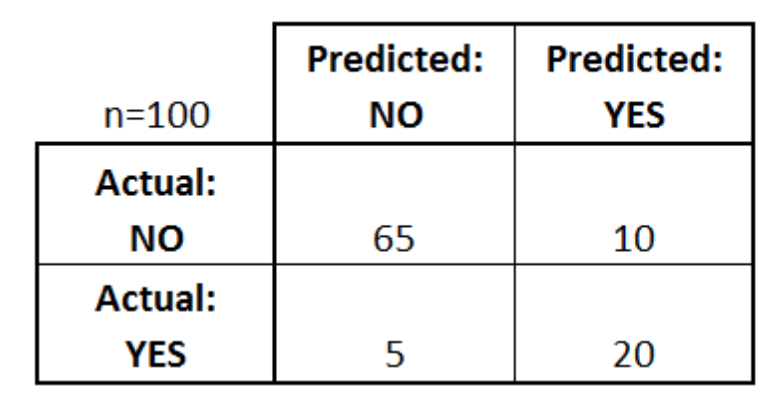 Predicted: Predicted:
n=100 NO YES
Actual:
NO 65 10
Actual:
YES 5 20